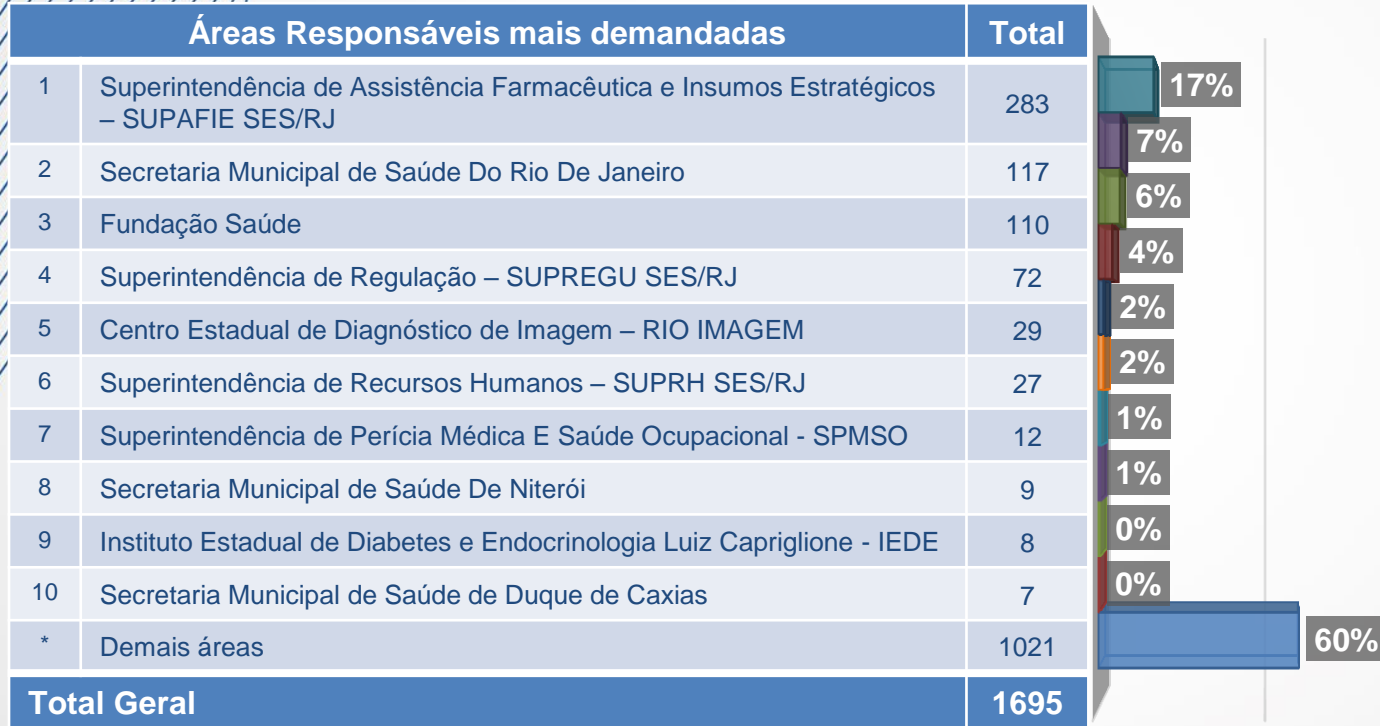 Áreas Responsáveis mais demandadas Total
1 Superintendência de Assistência Farmacêutica e Insumos Estratégicos
– SUPAFIE SES/RJ 283 17%
2 Secretaria Municipal de Saúde Do Rio De Janeiro 117 7%
3 Fundação Saúde 110 6%
4 Superintendência de Regulação – SUPREGU SES/RJ 72 4%
5 Centro Estadual de Diagnóstico de Imagem – RIO IMAGEM 29 2%
6 Superintendência de Recursos Humanos – SUPRH SES/RJ 27 2%
7 Superintendência de Perícia Médica E Saúde Ocupacional - SPMSO 12 1%
8 Secretaria Municipal de Saúde De Niterói 9 1%
9 Instituto Estadual de Diabetes e Endocrinologia Luiz Capriglione - IEDE 8 0%
10 Secretaria Municipal de Saúde de Duque de Caxias 7 0%
* Demais áreas 1021 60%
Total Geral 1695